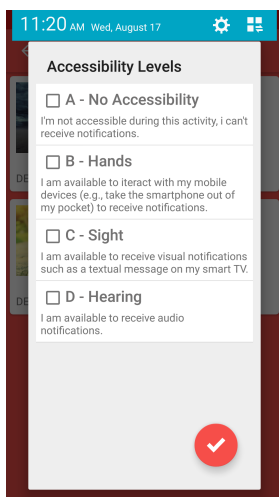 11:20 AM Wed, August 17
Accessibility Levels
A - No Accessibility
I'm not accessible during this activity, i can't
receive notifications.
B - Hands
I am available to iteract with my mobile
devices (e.g., take the smartphone out of
my pocket) to receive notifications.
C - Sight
I am available to receive visual notifications
such as a textual message on my smart TV.
D - Hearing
I am available to receive audio
notifications.
DE
DE